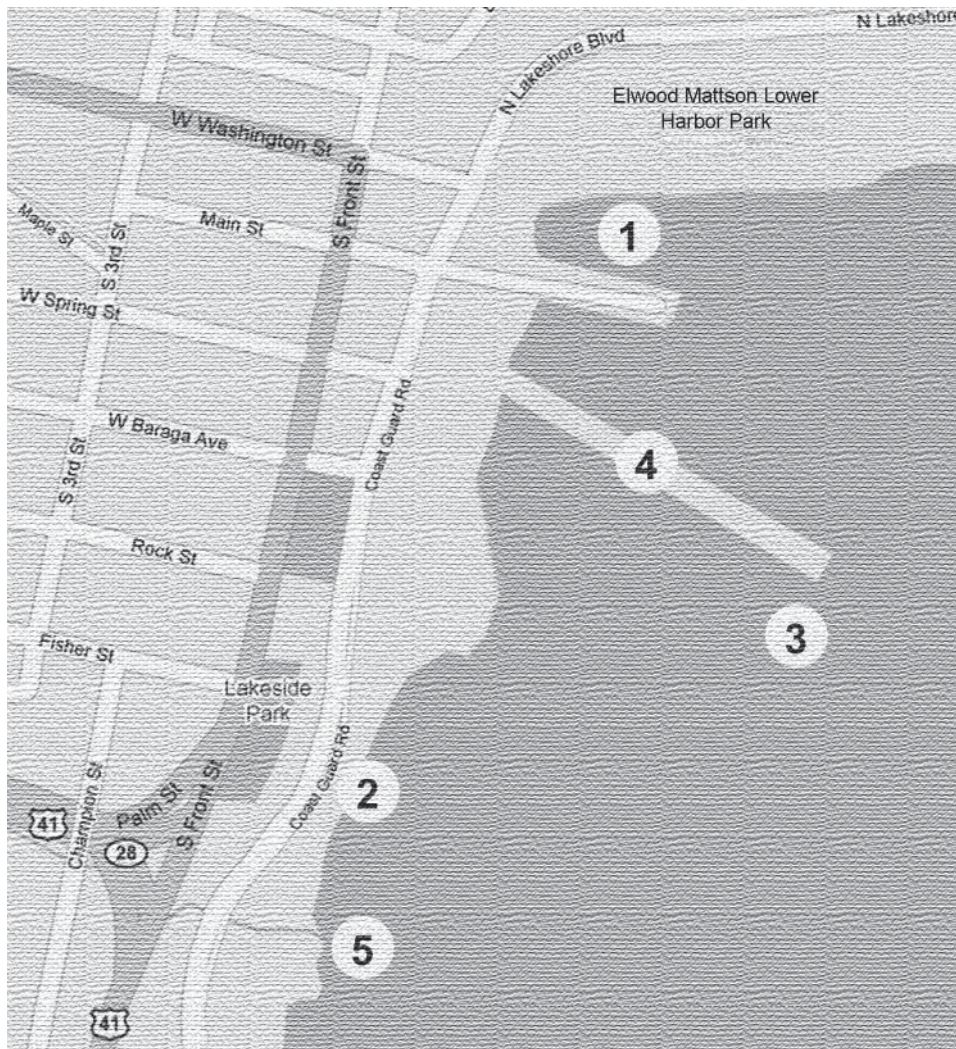 N Lakeshore
N Lakeshore Blvd
Elwood Mattson Lower
Harbor Park
W Washington St
S Front St
Main St
1
Maple St
S 3rd St
W Spring St
Coast Guard Rd
W Baraga Ave
4
S 3rd St
Rock St
3
Fisher St
Lakeside
Park
Coast Guard Rd
2
Palm St
S Front St
41
Champion St
28
5
41